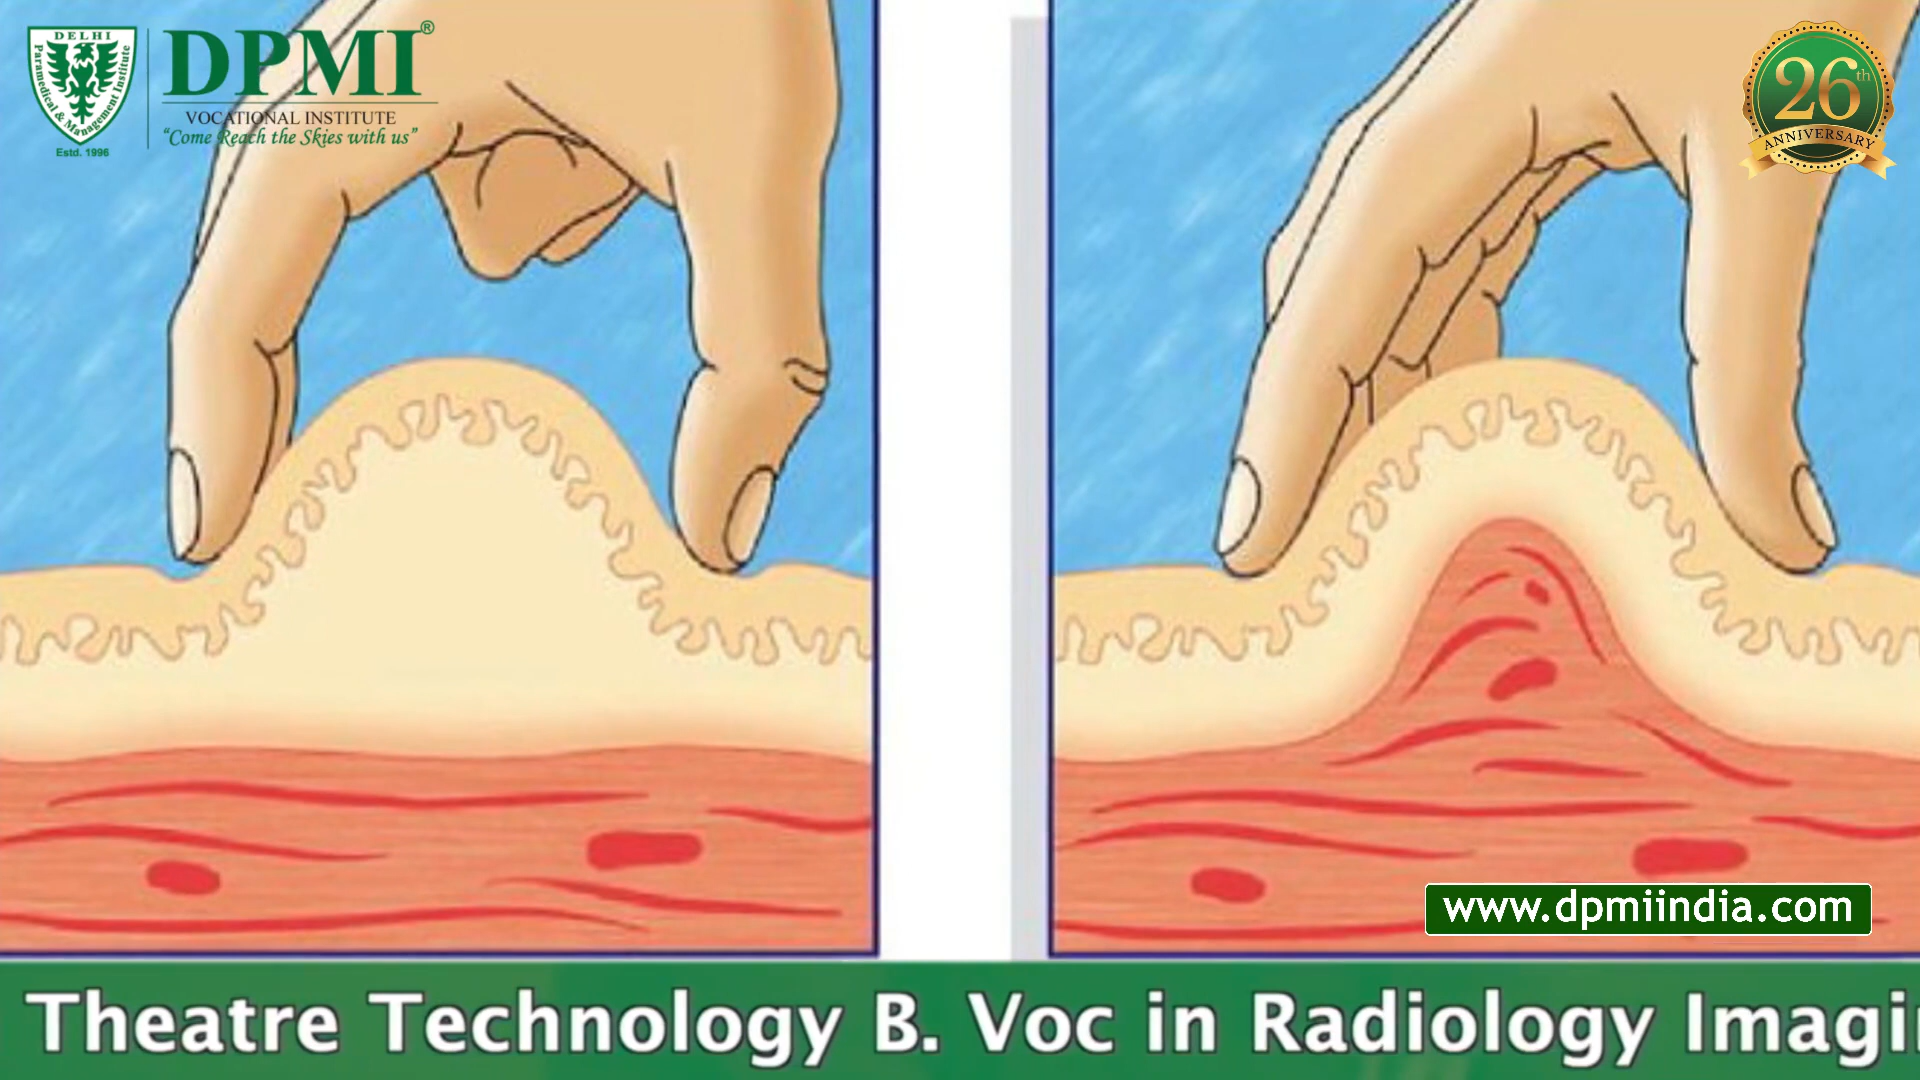 DELHI
Paramedical & Management Institute
Estd. 1996
DPMI®
VOCATIONAL INSTITUTE
“Come Reach the Skies with us”
26th
ANNIVERSARY
www.dpmiindia.com
Theatre Technology B. Voc in Radiology Imagi